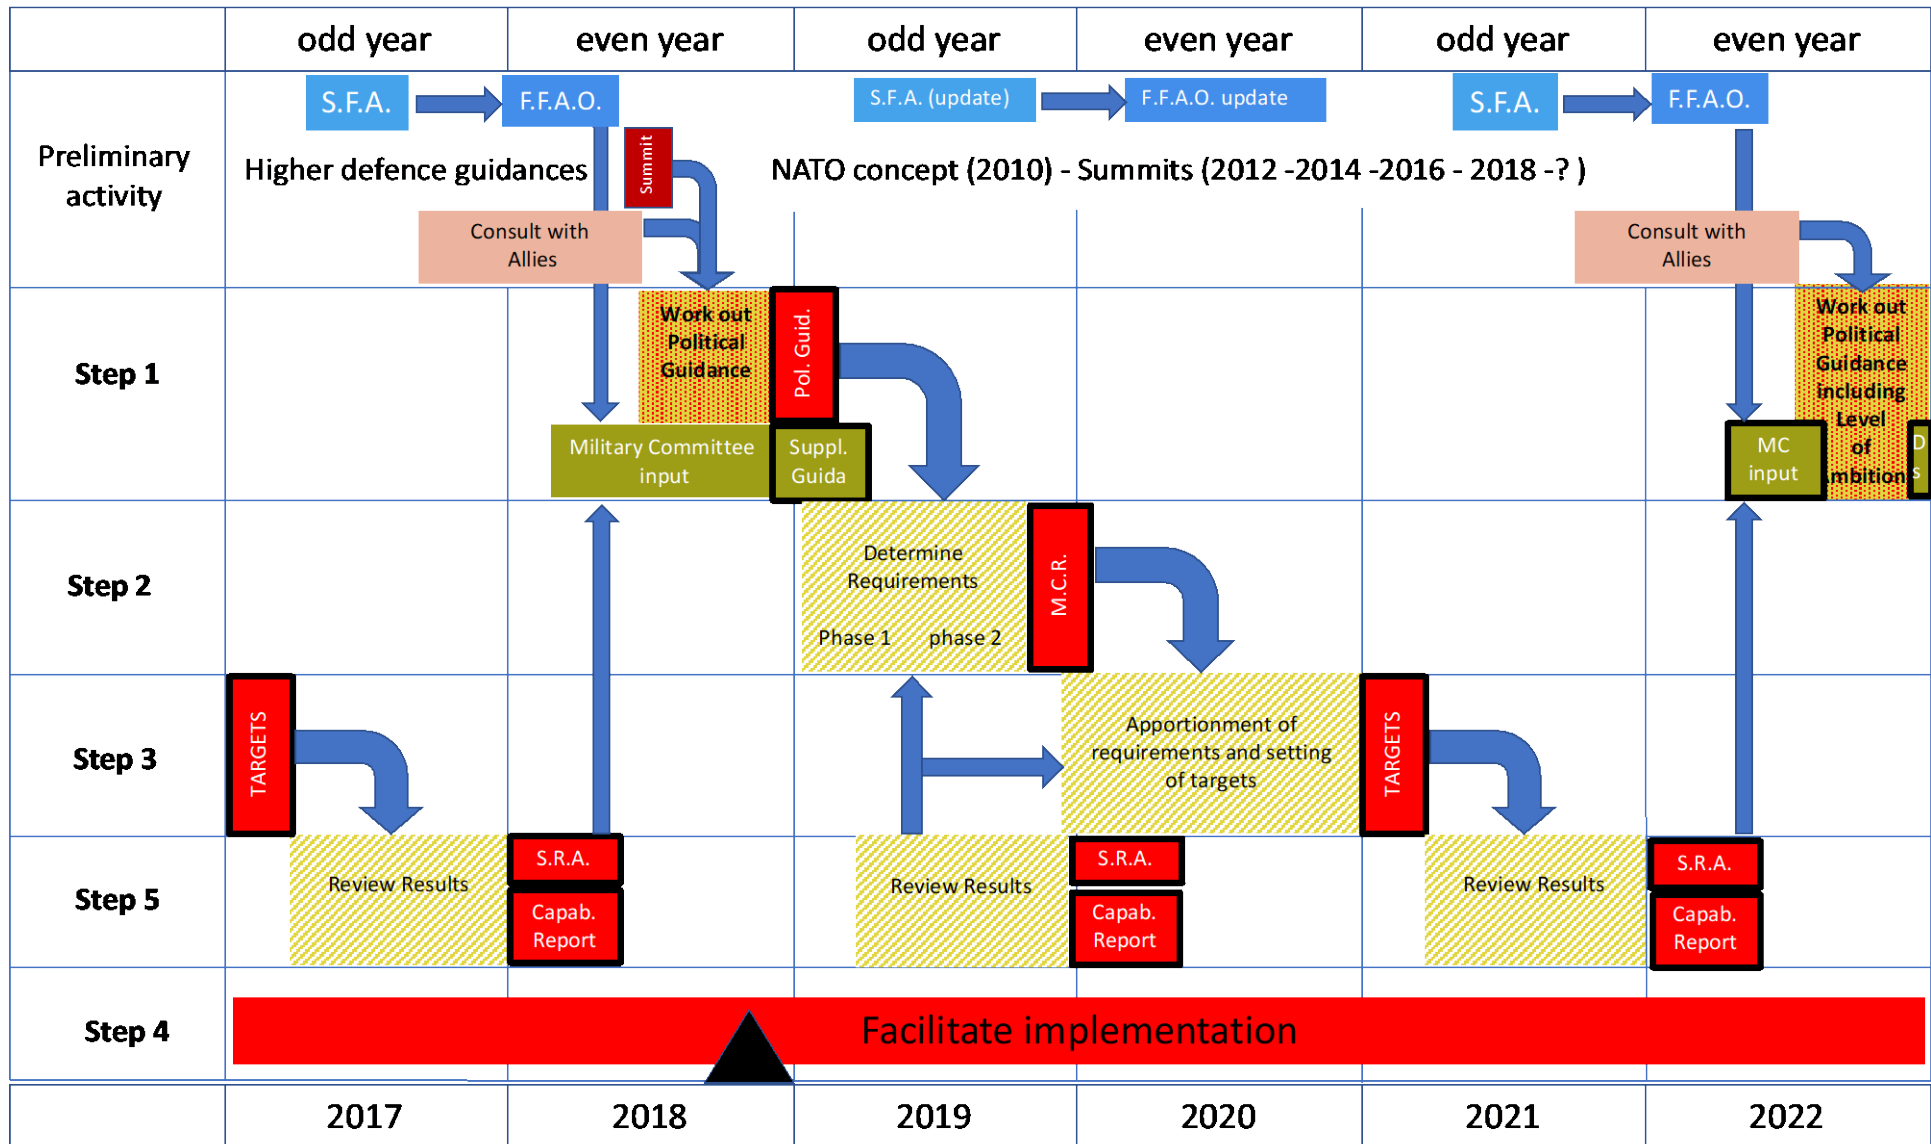 odd year
even year
odd year
even year
odd year
even year
Preliminary
activity
S.F.A.
F.F.A.O.
S.F.A. (update)
F.F.A.O. update
S.F.A.
F.F.A.O.
Higher defence guidances
Summit
NATO concept (2010) - Summits (2012 -2014 -2016 - 2018 -? )
Consult with
Allies
Consult with
Allies
Step 1
Work out
Political
Guidance
Pol. Guid.
Military Committee
input
Suppl.
Guida
Work out
Political
Guidance
including
Level
of
mbition
MC
input
D
s
Step 2
Determine
Requirements
Phase 1 phase 2
M.C.R.
Step 3
TARGETS
Apportionment of
requirements and setting
of targets
TARGETS
Step 5
Review Results
S.R.A.
Capab.
Report
Review Results
S.R.A.
Capab.
Report
Review Results
S.R.A.
Capab.
Report
Step 4
Facilitate implementation
2017
2018
2019
2020
2021
2022